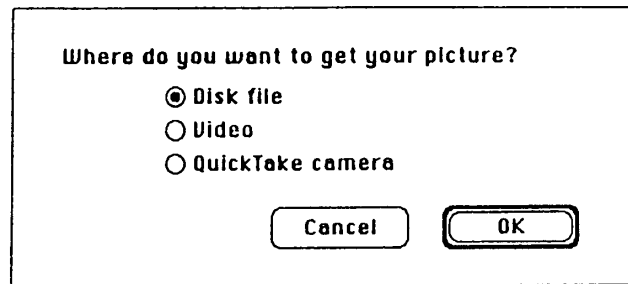 Where do you want to get your picture?
Disk file
Video
QuickTake camera
Cancel OK